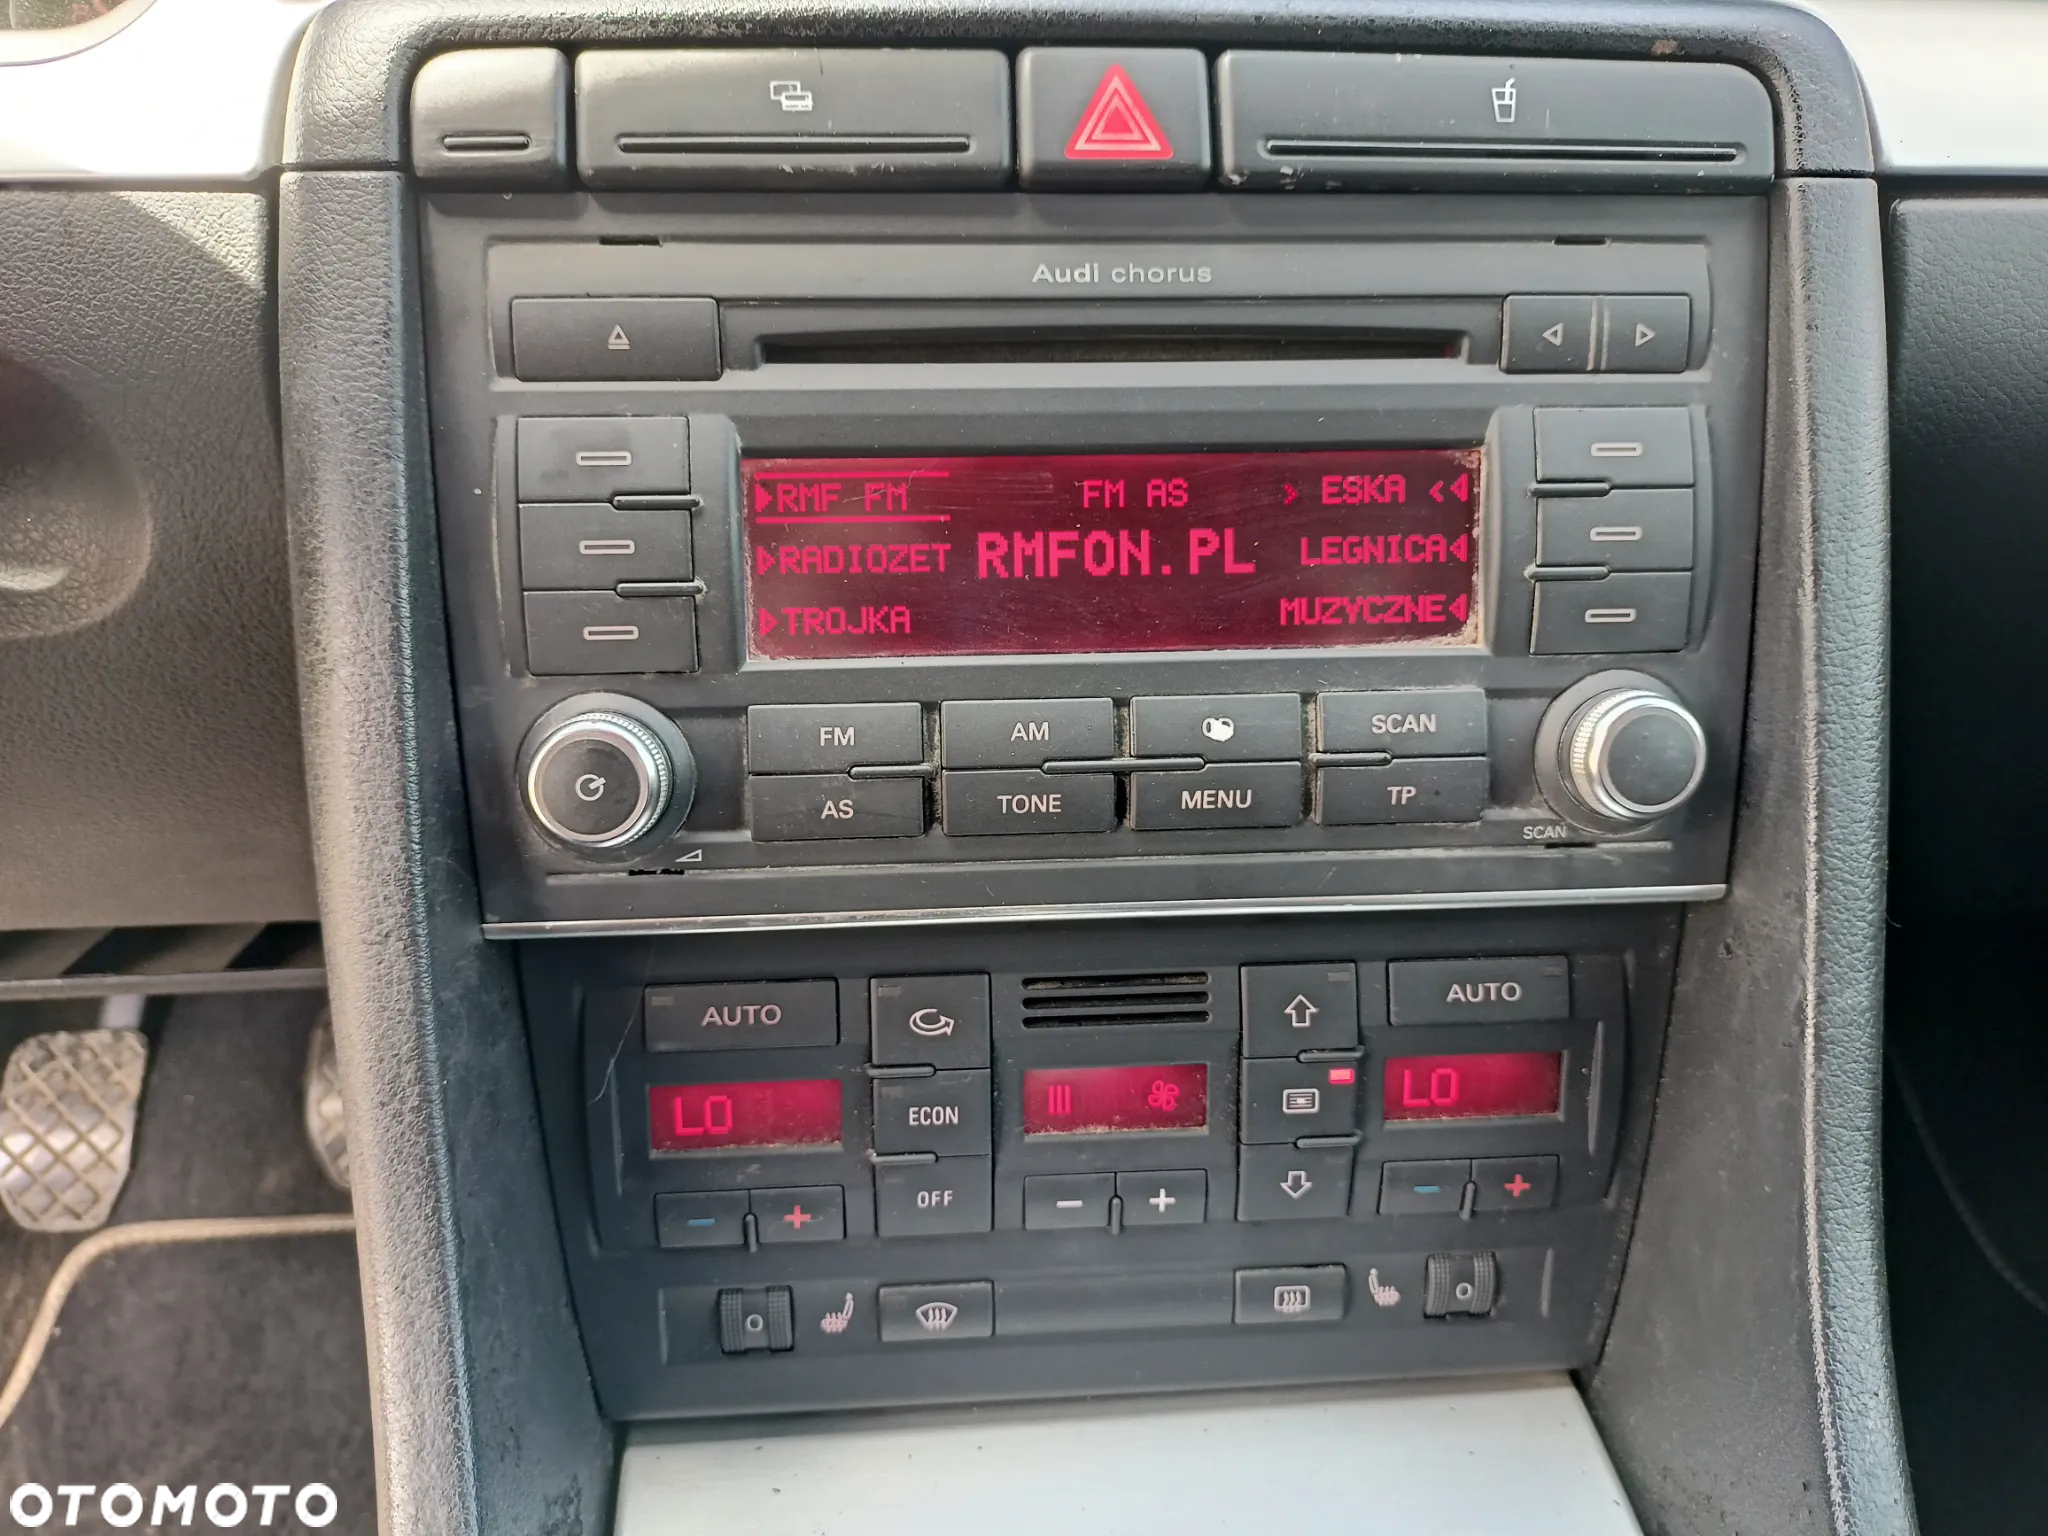 Audi chorus
RMF FM FM AS > ESKA <
RADIOZET RMFON.PL LEGNICA
TROJKA MUZYCZNE
FM AM SCAN
AS TONE MENU TP
SCAN
AUTO AUTO
LO ECON LO
OFF
OTOMOTO